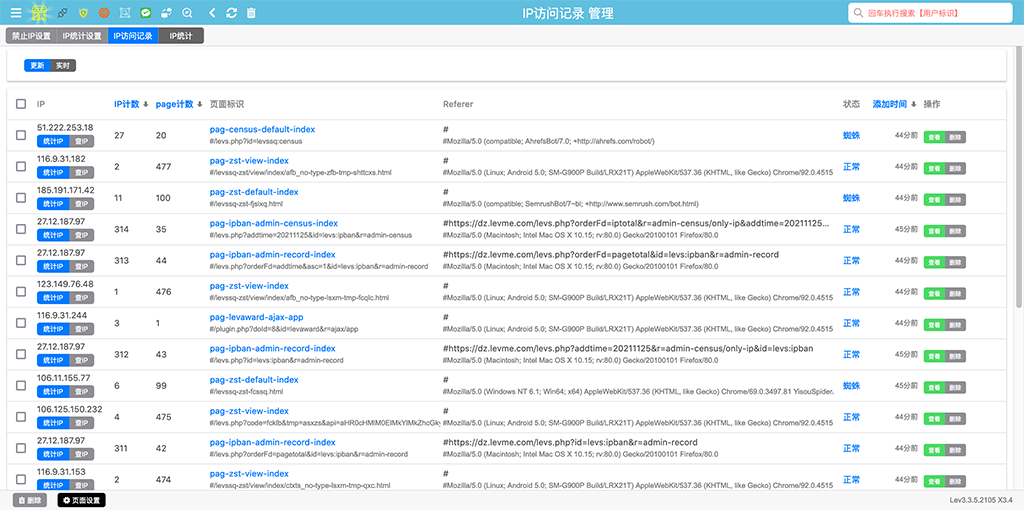 IP访问记录 管理
回车执行搜索【用户标识】
禁止IP设置 IP统计设置 IP访问记录 IP统计
更新 实时
IP IP计数 page计数 页面标识 Referer 状态 添加时间 操作
51.222.253.18 27 20 pag-census-default-index # 蜘蛛 44分前 查看 删除
统计IP 查IP #/levs.php?id=levssq:census #Mozilla/5.0 (compatible; AhrefsBot/7.0; +http://ahrefs.com/robot/)
116.9.31.182 2 477 pag-zst-view-index # 正常 44分前 查看 删除
统计IP 查IP #/levssq-zst/view/index/afb_no-type-zfb-tmp-shttcxs.html #Mozilla/5.0 (Linux; Android 5.0; SM-G900P Build/LRX21T) AppleWebKit/537.36 (KHTML, like Gecko) Chrome/92.0.4515
185.191.171.42 11 100 pag-zst-default-index # 蜘蛛 44分前 查看 删除
统计IP 查IP #/levssq-zst-fjslxq.html #Mozilla/5.0 (compatible; SemrushBot/7~bl; +http://www.semrush.com/bot.html)
27.12.187.97 314 35 pag-ipban-admin-census-index #https://dz.levme.com/levs.php?orderFd=iptotal&r=admin-census/only-ip&addtime=20211125... 正常 44分前 查看 删除
统计IP 查IP #/levs.php?addtime=20211125&id=levs:ipban&r=admin-census #Mozilla/5.0 (Macintosh; Intel Mac OS X 10.15; rv:80.0) Gecko/20100101 Firefox/80.0
27.12.187.97 313 44 pag-ipban-admin-record-index #https://dz.levme.com/levs.php?orderFd=pagetotal&id=levs:ipban&r=admin-record 正常 44分前 查看 删除
统计IP 查IP #/levs.php?orderFd=addtime&asc=1&id=levs:ipban&r=admin-record #Mozilla/5.0 (Macintosh; Intel Mac OS X 10.15; rv:80.0) Gecko/20100101 Firefox/80.0
123.149.76.48 1 476 pag-zst-view-index # 正常 44分前 查看 删除
统计IP 查IP #/levssq-zst/view/index/afb_no-type-lsxm-tmp-fcqlc.html #Mozilla/5.0 (Linux; Android 5.0; SM-G900P Build/LRX21T) AppleWebKit/537.36 (KHTML, like Gecko) Chrome/92.0.4515
116.9.31.244 3 1 pag-levaward-ajax-app # 正常 44分前 查看 删除
统计IP 查IP #/plugin.php?doId=8&id=levaward&r=ajax/app #Mozilla/5.0 (Linux; Android 5.0; SM-G900P Build/LRX21T) AppleWebKit/537.36 (KHTML, like Gecko) Chrome/92.0.4515
27.12.187.97 312 43 pag-ipban-admin-record-index #https://dz.levme.com/levs.php?addtime=20211125&r=admin-census/only-ip&id=levs:ipban 正常 45分前 查看 删除
统计IP 查IP #/levs.php?id=levs:ipban&r=admin-record #Mozilla/5.0 (Macintosh; Intel Mac OS X 10.15; rv:80.0) Gecko/20100101 Firefox/80.0
106.11.155.77 6 99 pag-zst-default-index # 蜘蛛 45分前 查看 删除
统计IP 查IP #/levssq-zst-fcssq.html #Mozilla/5.0 (Windows NT 6.1; Win64; x64) AppleWebKit/537.36 (KHTML, like Gecko) Chrome/69.0.3497.81 YisouSpider.
106.125.150.232 4 475 pag-zst-view-index # 正常 44分前 查看 删除
统计IP 查IP #Mozilla/5.0 (Linux; Android 5.0; SM-G900P Build/LRX21T) AppleWebKit/537.36 (KHTML, like Gecko) Chrome/92.0.4515
27.12.187.97 311 42 pag-ipban-admin-record-index #https://dz.levme.com/levs.php?id=levs:ipban&r=admin-record 正常 44分前 查看 删除
统计IP 查IP #/levs.php?orderFd=pagetotal&id=levs:ipban&r=admin-record #Mozilla/5.0 (Macintosh; Intel Mac OS X 10.15; rv:80.0) Gecko/20100101 Firefox/80.0
116.9.31.153 2 474 pag-zst-view-index # 正常 44分前 查看 删除
统计IP 查IP #/levssq-zst/view/index/ctxts_no-type-lsxm-tmp-qxc.html #Mozilla/5.0 (Linux; Android 5.0; SM-G900P Build/LRX21T) AppleWebKit/537.36 (KHTML, like Gecko) Chrome/92.0.4515
删除 页面设置 Lev3.3.5.2105 X3.4